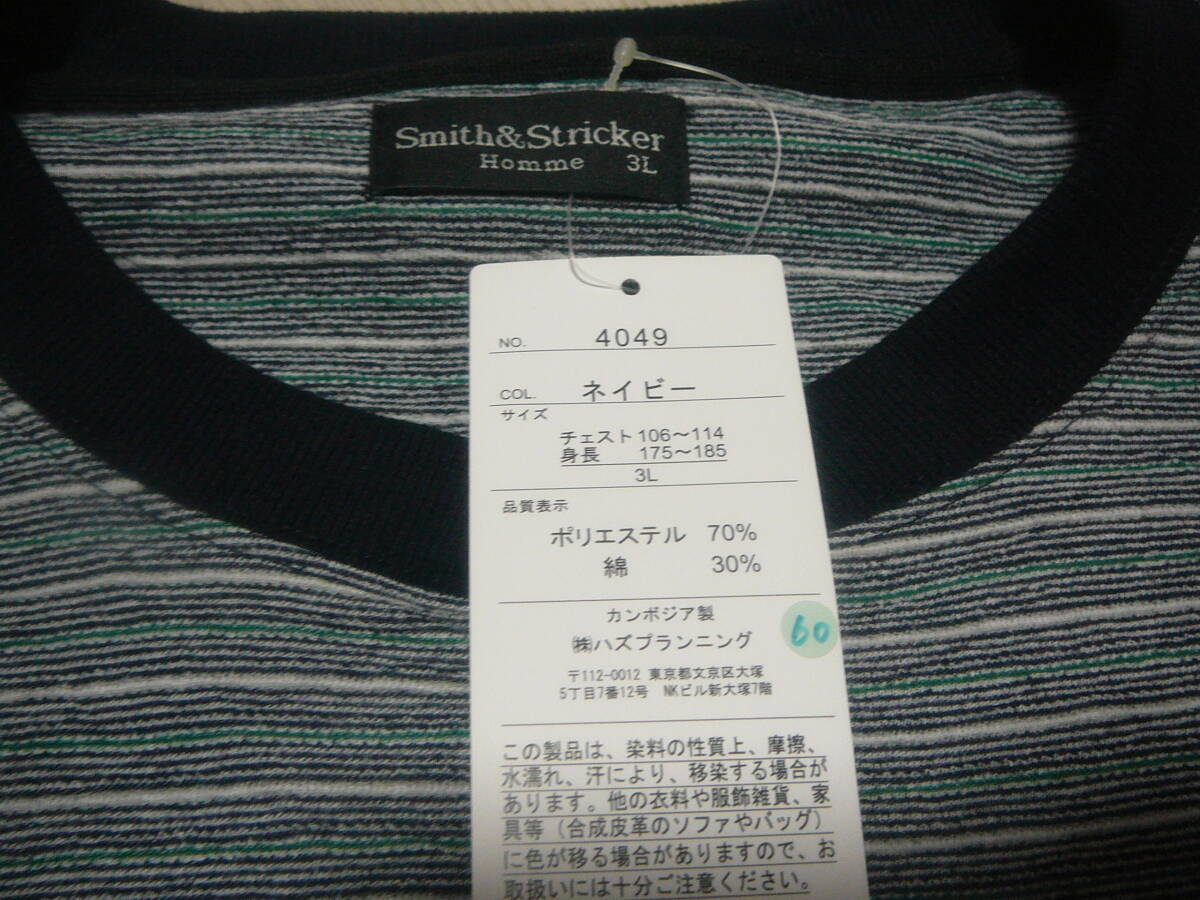 Smith&Stricker
Homme 3L
NO. 4049
COL. ネイビー
サイズ
チェスト 106〜114
身長 175〜185
3L
品質表示
ポリエステル 70%
綿 30%
カンボジア製
㈱ハズプランニング
60
〒112-0012 東京都文京区大塚
5丁目7番12号 NKビル新大塚7階
この製品は、染料の性質上、摩擦、
水濡れ、汗により、移染する場合が
あります。他の衣料や服飾雑貨、家
具等（合成皮革のソファやバッグ）
に色が移る場合がありますので、お
取扱いには十分ご注意ください。